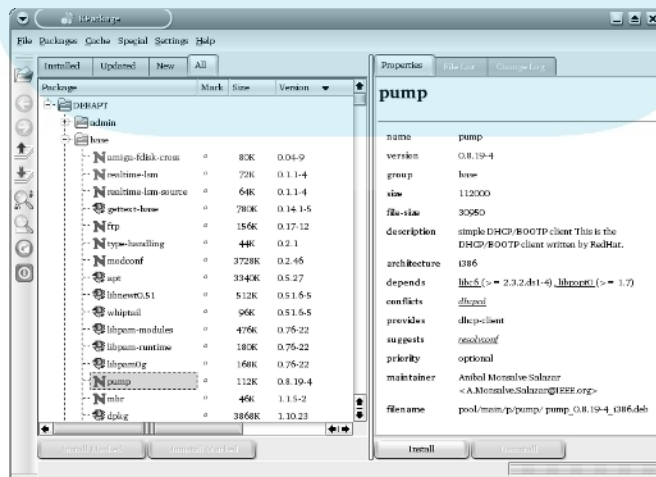 KPackage
File Packages Cache Special Settings Help
Installed Updated New All
Package Mark Size Version
DEBAPT
admin
base
amiga-fdisk-cross 80K 0.04-9
realtime-lsm 72K 0.1.1-4
realtime-lsm-source 64K 0.1.1-4
gettext-base 780K 0.14.1-5
ftp 156K 0.17-12
type-handling 44K 0.2.1
modconf 3728K 0.2.46
apt 3340K 0.5.27
libnewt0.51 512K 0.51.6-5
whiptail 96K 0.51.6-5
libpam-modules 476K 0.76-22
libpam-runtime 180K 0.76-22
libpam0g 168K 0.76-22
pump 112K 0.8.19-4
mbr 46K 1.1.5-2
dpkg 3868K 1.10.23
Install Marked Uninstall Marked
Properties File List Change Log
pump
name pump
version 0.8.19-4
group base
size 112000
file-size 30950
description simple DHCP/BOOTP client This is the
DHCP/BOOTP client written by RedHat.
architecture i386
depends libc6 (>= 2.3.2.ds1-4), libpopt0 (>= 1.7)
conflicts dhcpcd
provides dhcp-client
suggests resolvconf
priority optional
maintainer Aníbal Monsalve Salazar
<A.Monsalve.Salazar@IEEE.org>
filename pool/main/p/pump/ pump_0.8.19-4_i386.deb
Install Uninstall